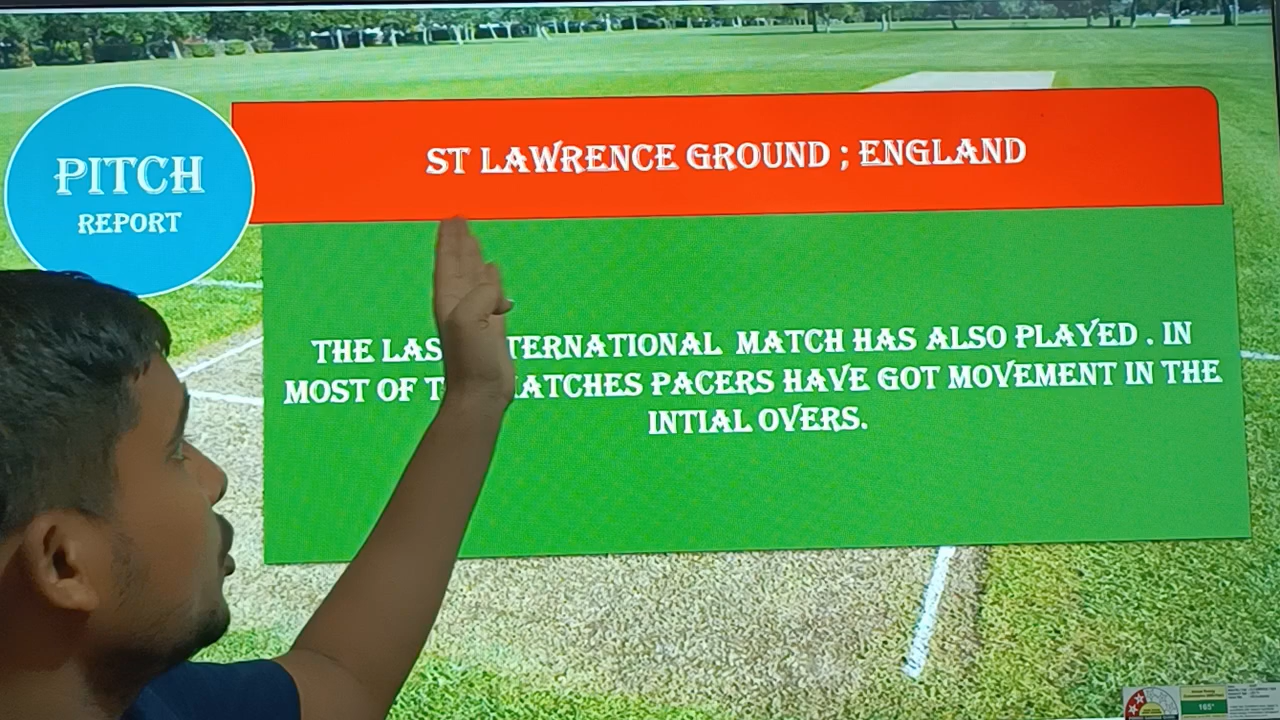 PITCH
REPORT
ST LAWRENCE GROUND ; ENGLAND
THE LAS TERNATIONAL MATCH HAS ALSO PLAYED . IN
MOST OF T ATCHES PACERS HAVE GOT MOVEMENT IN THE
INTIAL OVERS.
165*